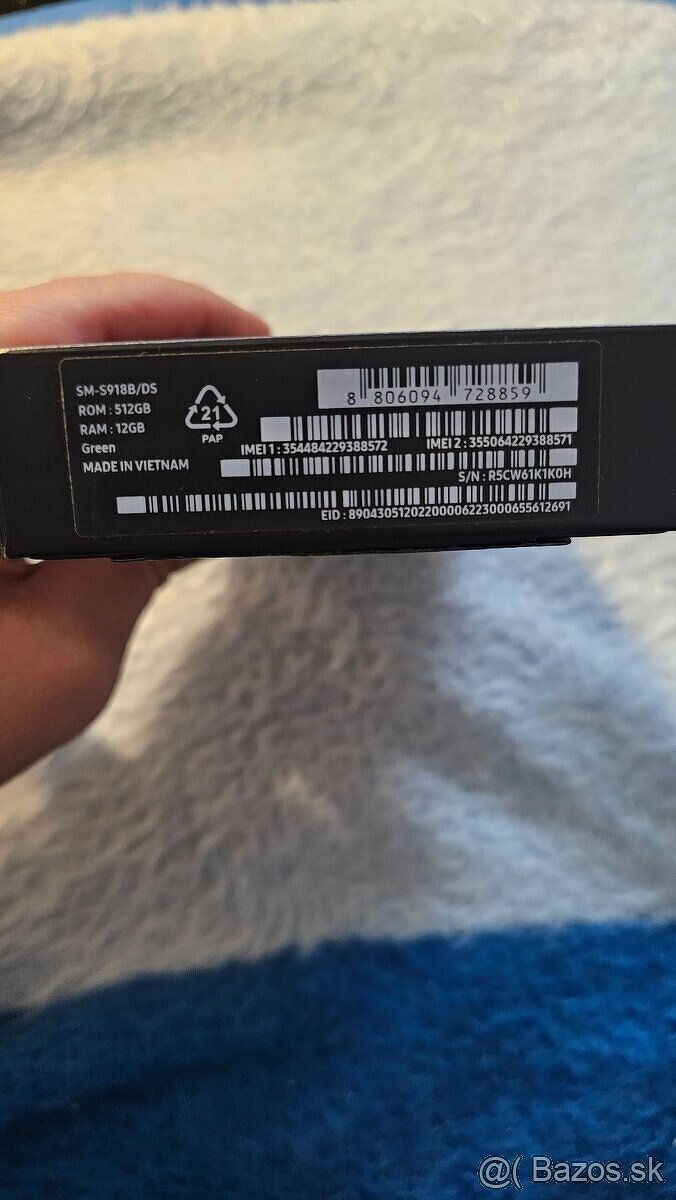 SM-S918B/DS
ROM : 512GB
RAM : 12GB
Green
MADE IN VIETNAM
21
PAP
8 806094 728859
IMEI 1 : 354484229388572 IMEI 2 : 355064229388571
S/N : R5CW61K1K0H
EID : 89043051202200006223000655612691
@( Bazos.sk